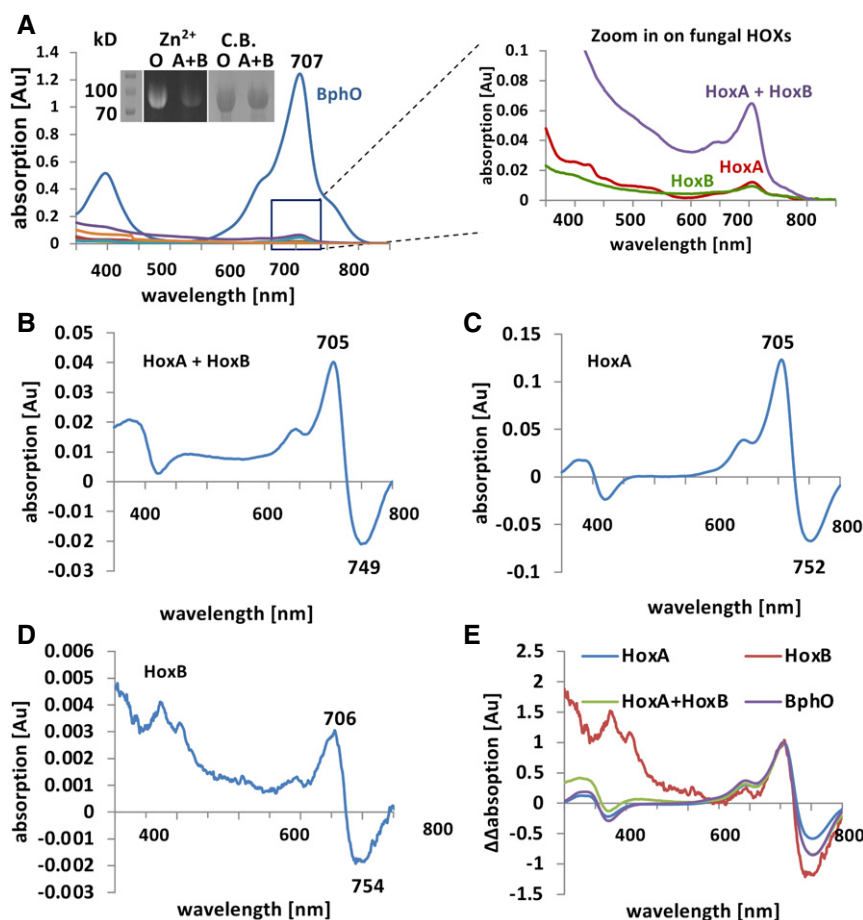 A
kD
Zn2+
C.B.
O A+B O A+B
100
70
707
BphO
absorption [Au]
1.4
1.2
1
0.8
0.6
0.4
0.2
0
400 500 600 700 800
wavelength [nm]
Zoom in on fungal HOXs
absorption [Au]
0.1
0.08
0.06
0.04
0.02
0
HoxA + HoxB
HoxA
HoxB
400 500 600 700 800
wavelength [nm]
B
HoxA + HoxB
705
749
absorption [Au]
0.05
0.04
0.03
0.02
0.01
0
-0.01
-0.02
-0.03
400 600 800
wavelength [nm]
C
HoxA
705
752
absorption [Au]
0.15
0.1
0.05
0
-0.05
-0.1
400 600 800
wavelength [nm]
D
HoxB
706
754
absorption [Au]
0.006
0.005
0.004
0.003
0.002
0.001
0
-0.001
-0.002
-0.003
400 600 800
wavelength [nm]
E
HoxA HoxB
HoxA+HoxB BphO
ΔΔabsoption [Au]
2.5
2
1.5
1
0.5
0
-0.5
-1
-1.5
400 600 800
wavelength [nm]